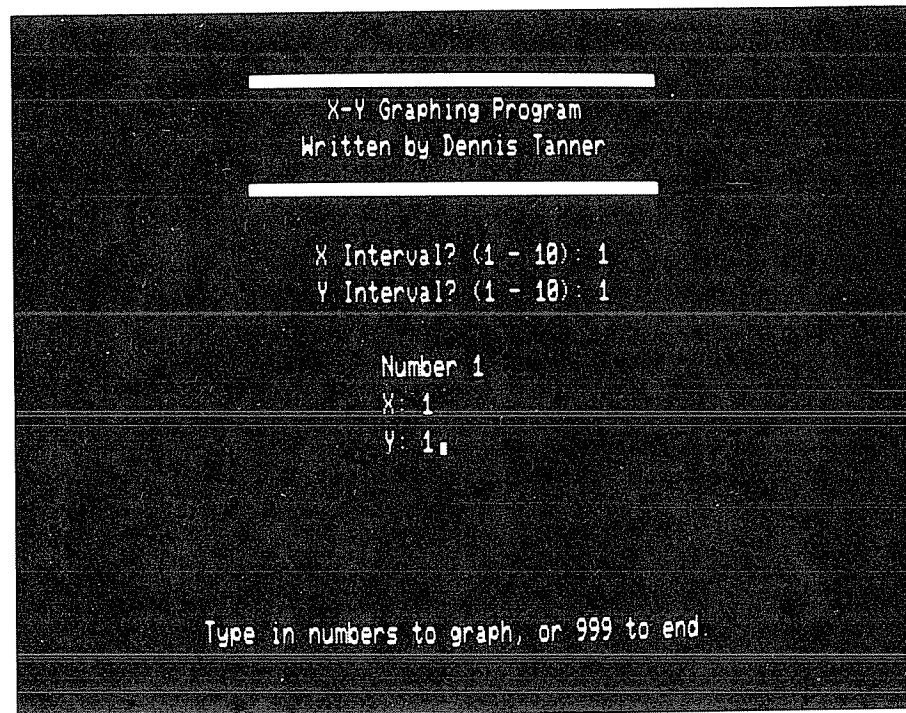 X-Y Graphing Program
Written by Dennis Tanner
X Interval? (1 - 10): 1
Y Interval? (1 - 10): 1
Number 1
X: 1
Y: 1
Type in numbers to graph, or 999 to end.